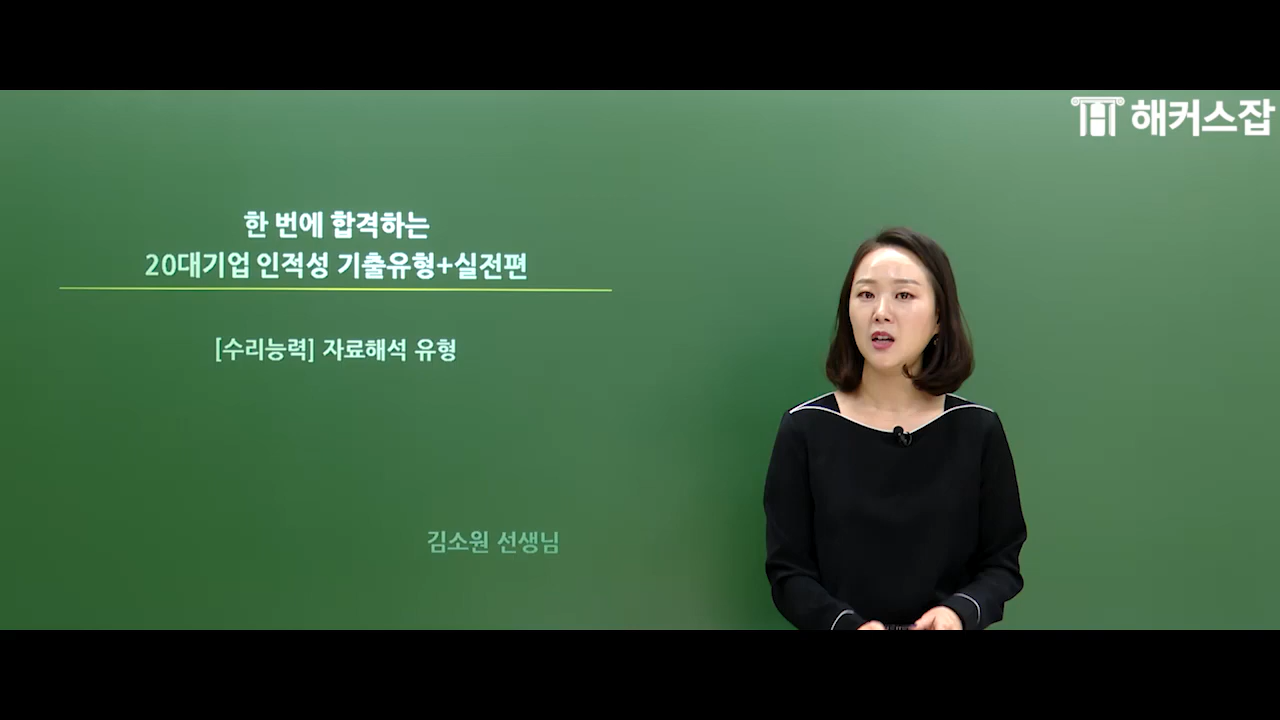 해커스잡
한 번에 합격하는
20대기업 인적성 기출유형+실전편
[수리능력] 자료해석 유형
김소원 선생님